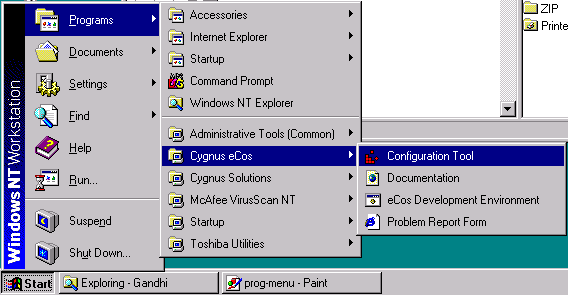 Programs
Documents
Settings
Find
Help
Run...
Suspend
Shut Down...
Windows NT Workstation
Accessories
Internet Explorer
Startup
Command Prompt
Windows NT Explorer
Administrative Tools (Common)
Cygnus eCos
Cygnus Solutions
McAfee VirusScan NT
Startup
Toshiba Utilities
Configuration Tool
Documentation
eCos Development Environment
Problem Report Form
ZIP
Start
Exploring - Gandhi
prog-menu - Paint